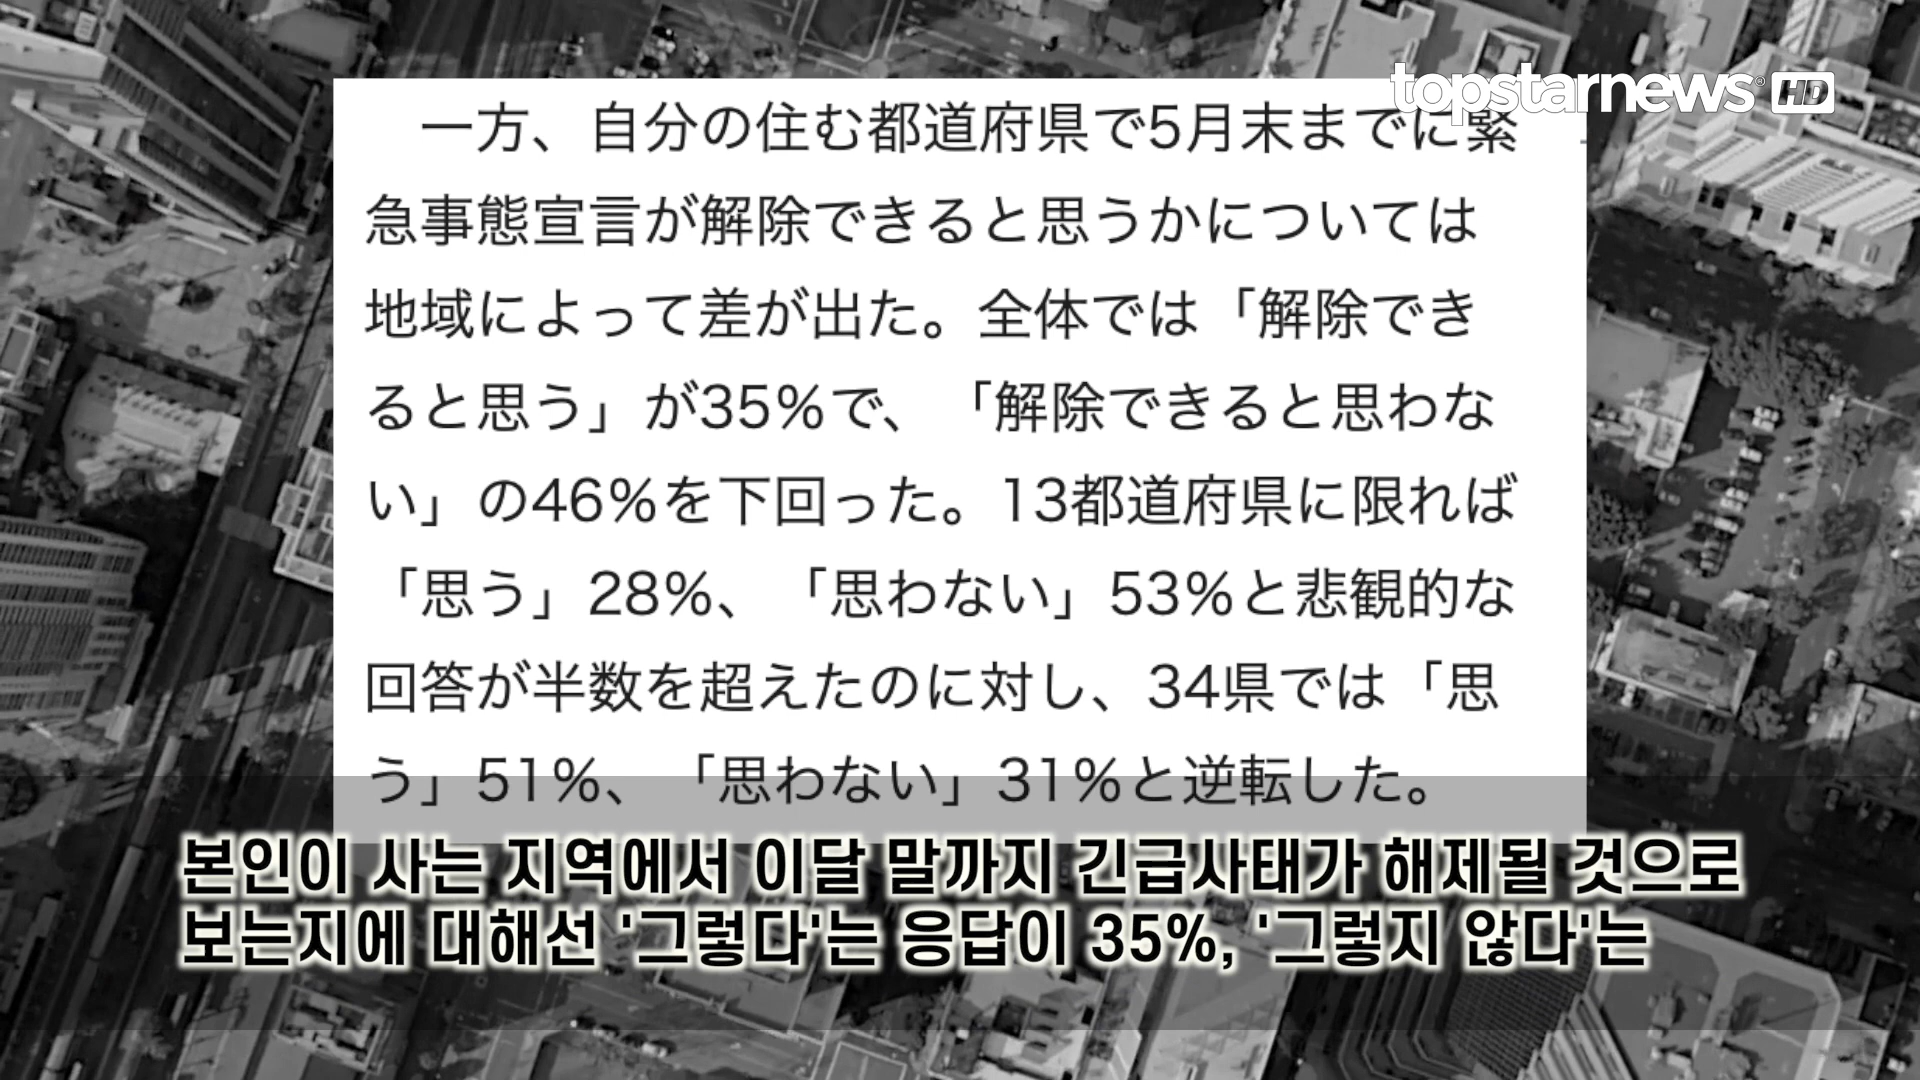 topstarnews HD
一方、自分の住む都道府県で5月末までに緊
急事態宣言が解除できると思うかについては
地域によって差が出た。全体では「解除でき
ると思う」が35%で、「解除できると思わな
い」の46%を下回った。13都道府県に限れば
「思う」28%、「思わない」53%と悲観的な
回答が半数を超えたのに対し、34県では「思
う」51%、「思わない」31%と逆転した。
본인이 사는 지역에서 이달 말까지 긴급사태가 해제될 것으로
보는지에 대해선 '그렇다'는 응답이 35%, '그렇지 않다'는